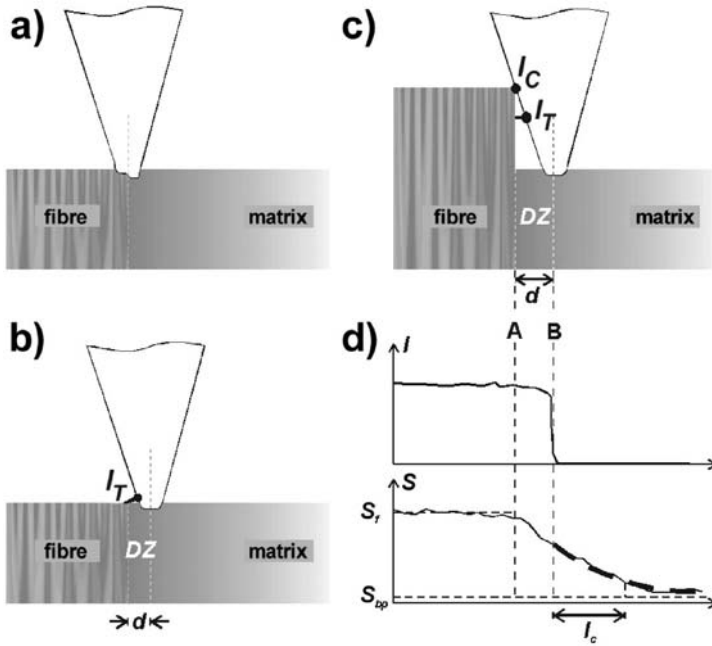 a)
fibre
matrix
b)
I_T
fibre
DZ
matrix
d
c)
I_C
I_T
fibre
DZ
matrix
d
A
B
d)
I
S
S_f
S_bp
l_c